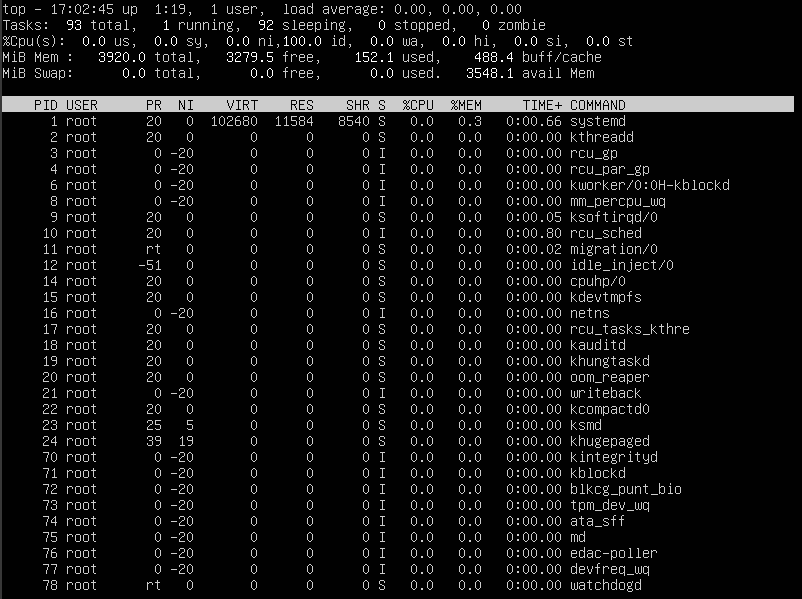 top - 17:02:45 up  1:19,  1 user,  load average: 0.00, 0.00, 0.00
Tasks:  93 total,   1 running,  92 sleeping,   0 stopped,   0 zombie
%Cpu(s):  0.0 us,  0.0 sy,  0.0 ni,100.0 id,  0.0 wa,  0.0 hi,  0.0 si,  0.0 st
MiB Mem :   3920.0 total,   3279.5 free,    152.1 used,    488.4 buff/cache
MiB Swap:      0.0 total,      0.0 free,      0.0 used.   3548.1 avail Mem
PID USER      PR  NI    VIRT    RES    SHR S  %CPU  %MEM     TIME+ COMMAND
1 root      20   0  102680  11584   8540 S   0.0   0.3   0:00.66 systemd
2 root      20   0       0      0      0 S   0.0   0.0   0:00.00 kthreadd
3 root       0 -20       0      0      0 I   0.0   0.0   0:00.00 rcu_gp
4 root       0 -20       0      0      0 I   0.0   0.0   0:00.00 rcu_par_gp
6 root       0 -20       0      0      0 I   0.0   0.0   0:00.00 kworker/0:0H-kblockd
8 root       0 -20       0      0      0 I   0.0   0.0   0:00.00 mm_percpu_wq
9 root      20   0       0      0      0 S   0.0   0.0   0:00.05 ksoftirqd/0
10 root      20   0       0      0      0 I   0.0   0.0   0:00.80 rcu_sched
11 root      rt   0       0      0      0 S   0.0   0.0   0:00.02 migration/0
12 root     -51   0       0      0      0 S   0.0   0.0   0:00.00 idle_inject/0
14 root      20   0       0      0      0 S   0.0   0.0   0:00.00 cpuhp/0
15 root      20   0       0      0      0 S   0.0   0.0   0:00.00 kdevtmpfs
16 root       0 -20       0      0      0 I   0.0   0.0   0:00.00 netns
17 root      20   0       0      0      0 S   0.0   0.0   0:00.00 rcu_tasks_kthre
18 root      20   0       0      0      0 S   0.0   0.0   0:00.00 kauditd
19 root      20   0       0      0      0 S   0.0   0.0   0:00.00 khungtaskd
20 root      20   0       0      0      0 S   0.0   0.0   0:00.00 oom_reaper
21 root       0 -20       0      0      0 I   0.0   0.0   0:00.00 writeback
22 root      20   0       0      0      0 S   0.0   0.0   0:00.00 kcompactd0
23 root      25   5       0      0      0 S   0.0   0.0   0:00.00 ksmd
24 root      39  19       0      0      0 S   0.0   0.0   0:00.00 khugepaged
70 root       0 -20       0      0      0 I   0.0   0.0   0:00.00 kintegrityd
71 root       0 -20       0      0      0 I   0.0   0.0   0:00.00 kblockd
72 root       0 -20       0      0      0 I   0.0   0.0   0:00.00 blkcg_punt_bio
73 root       0 -20       0      0      0 I   0.0   0.0   0:00.00 tpm_dev_wq
74 root       0 -20       0      0      0 I   0.0   0.0   0:00.00 ata_sff
75 root       0 -20       0      0      0 I   0.0   0.0   0:00.00 md
76 root       0 -20       0      0      0 I   0.0   0.0   0:00.00 edac-poller
77 root       0 -20       0      0      0 I   0.0   0.0   0:00.00 devfreq_wq
78 root      rt   0       0      0      0 S   0.0   0.0   0:00.00 watchdogd